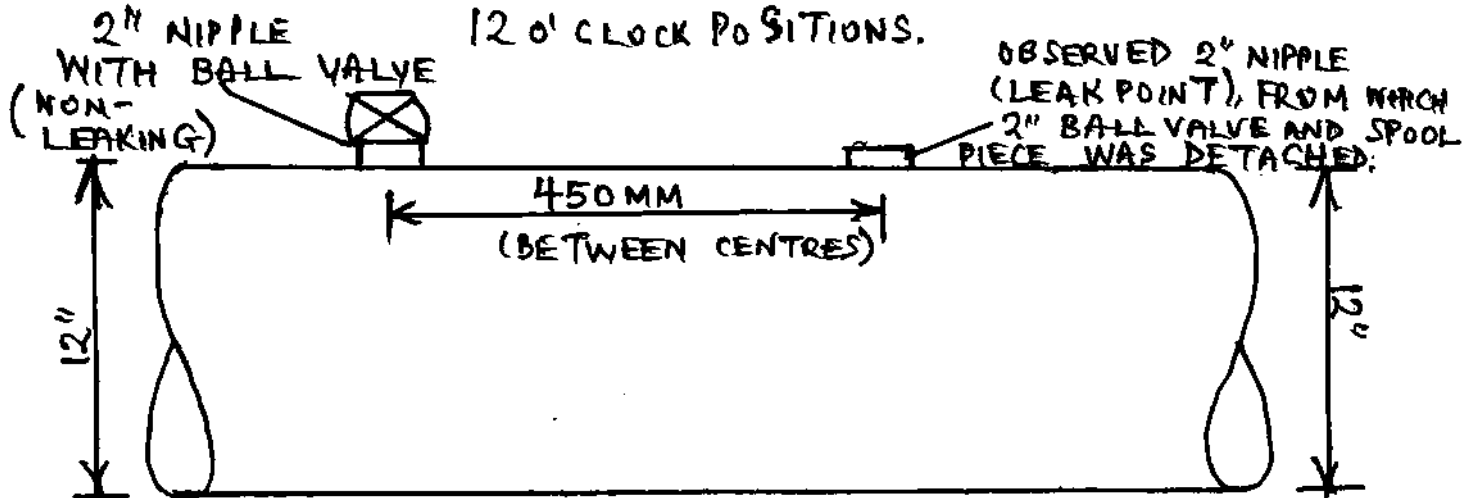 12 O' CLOCK POSITIONS.
2" NIPPLE
WITH BALL VALVE
(NON-
LEAKING)
OBSERVED 2" NIPPLE
(LEAK POINT), FROM WHICH
2" BALL VALVE AND SPOOL
PIECE WAS DETACHED.
450MM
(BETWEEN CENTRES)
12"
12"